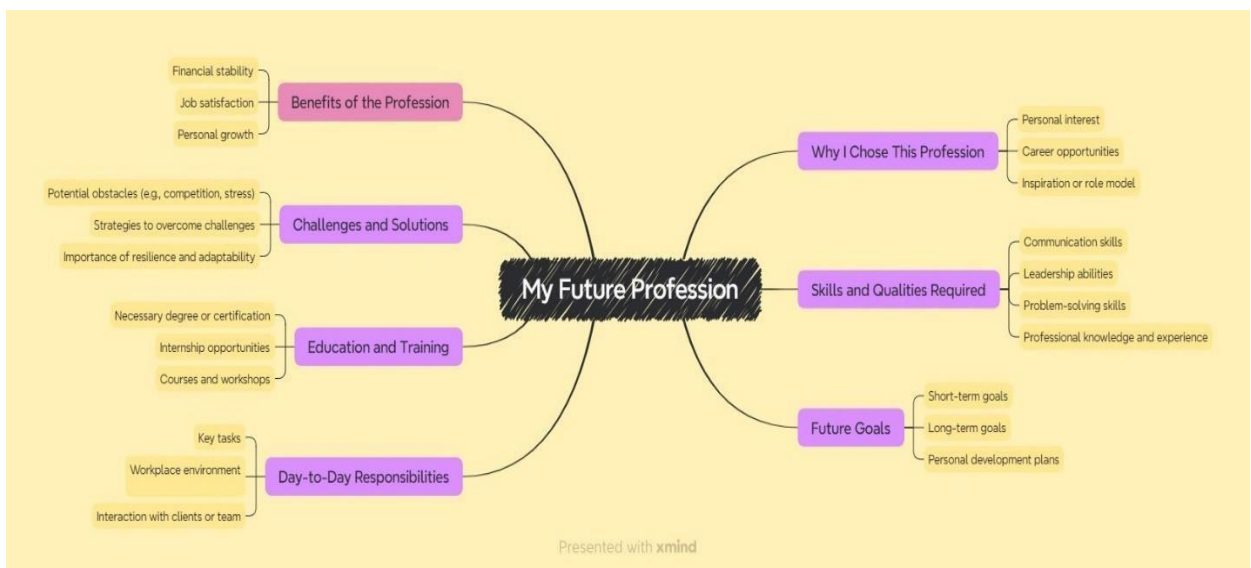 My Future Profession
Why I Chose This Profession
Personal interest
Career opportunities
Inspiration or role model
Skills and Qualities Required
Communication skills
Leadership abilities
Problem-solving skills
Professional knowledge and experience
Future Goals
Short-term goals
Long-term goals
Personal development plans
Benefits of the Profession
Financial stability
Job satisfaction
Personal growth
Challenges and Solutions
Potential obstacles (e.g., competition, stress)
Strategies to overcome challenges
Importance of resilience and adaptability
Education and Training
Necessary degree or certification
Internship opportunities
Courses and workshops
Day-to-Day Responsibilities
Key tasks
Workplace environment
Interaction with clients or team
Presented with xmind